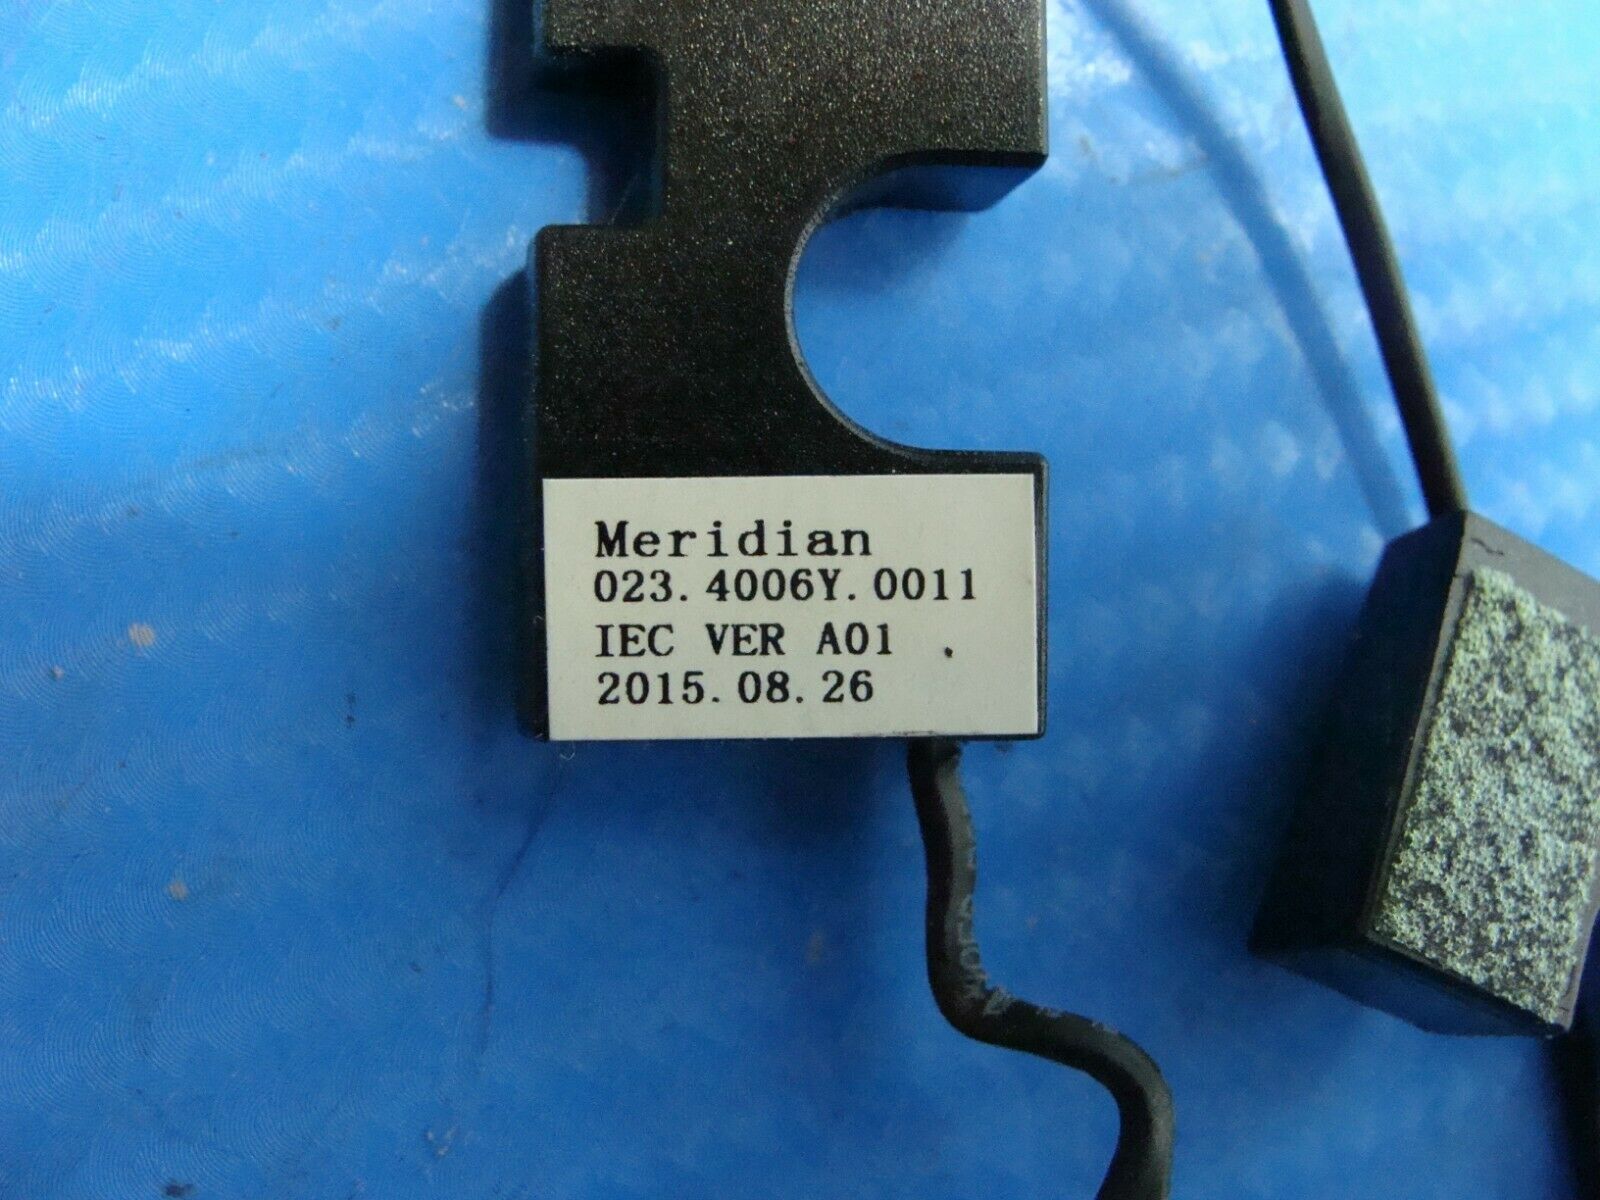 Meridian
023.4006Y.0011
IEC VER A01
2015.08.26